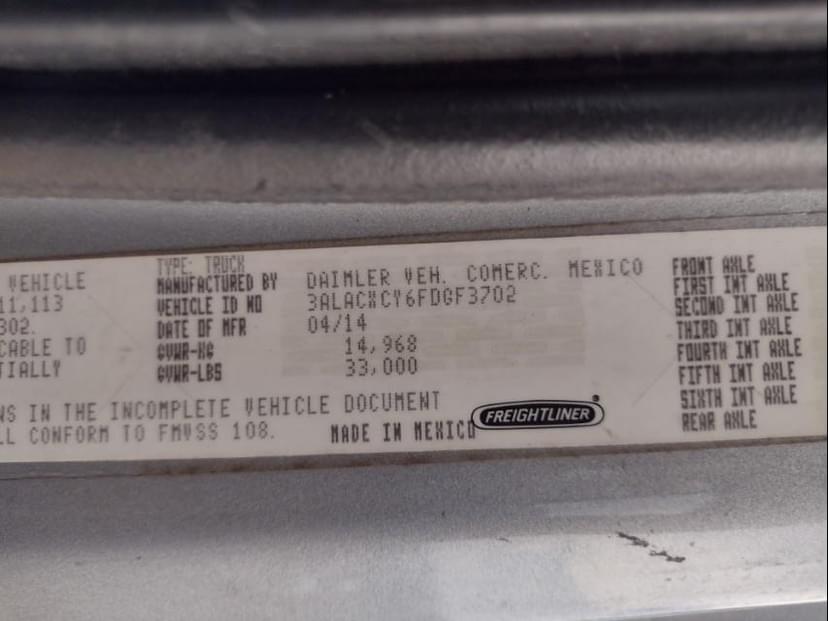 VEHICLE
11,113
302.
CABLE TO
TIALLY
TYPE: TRUCK
MANUFACTURED BY DAIMLER VEH. COMERC. MEXICO
VEHICLE ID NO 3ALACXCY6FDGF3702
DATE OF MFR 04/14
GVWR-KG 14,968
GVWR-LBS 33,000
NS IN THE INCOMPLETE VEHICLE DOCUMENT
LL CONFORM TO FMVSS 108. MADE IN MEXICO
FREIGHTLINER
FRONT AXLE
FIRST INT AXLE
SECOND INT AXLE
THIRD INT AXLE
FOURTH INT AXLE
FIFTH INT AXLE
SIXTH INT AXLE
REAR AXLE